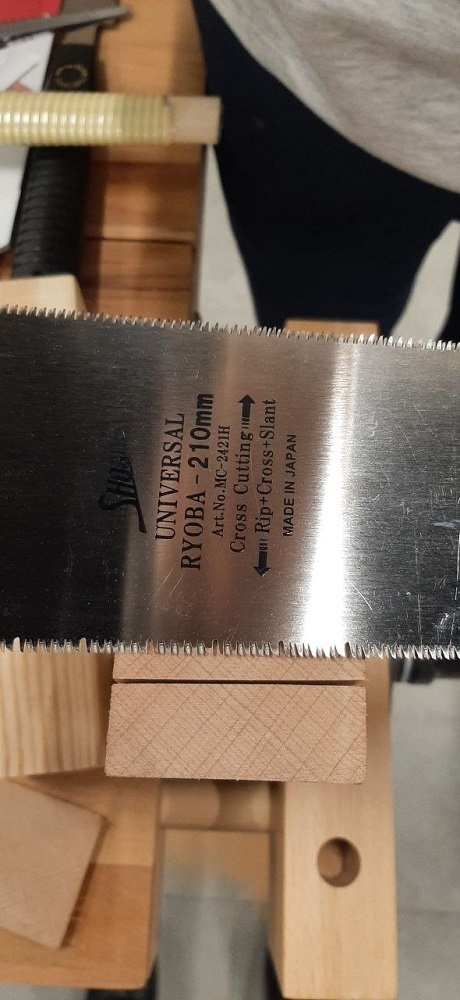 UNIVERSAL
RYOBA - 210mm
Art.No.MC-2421H
Cross Cutting
Rip+Cross+Slant
MADE IN JAPAN